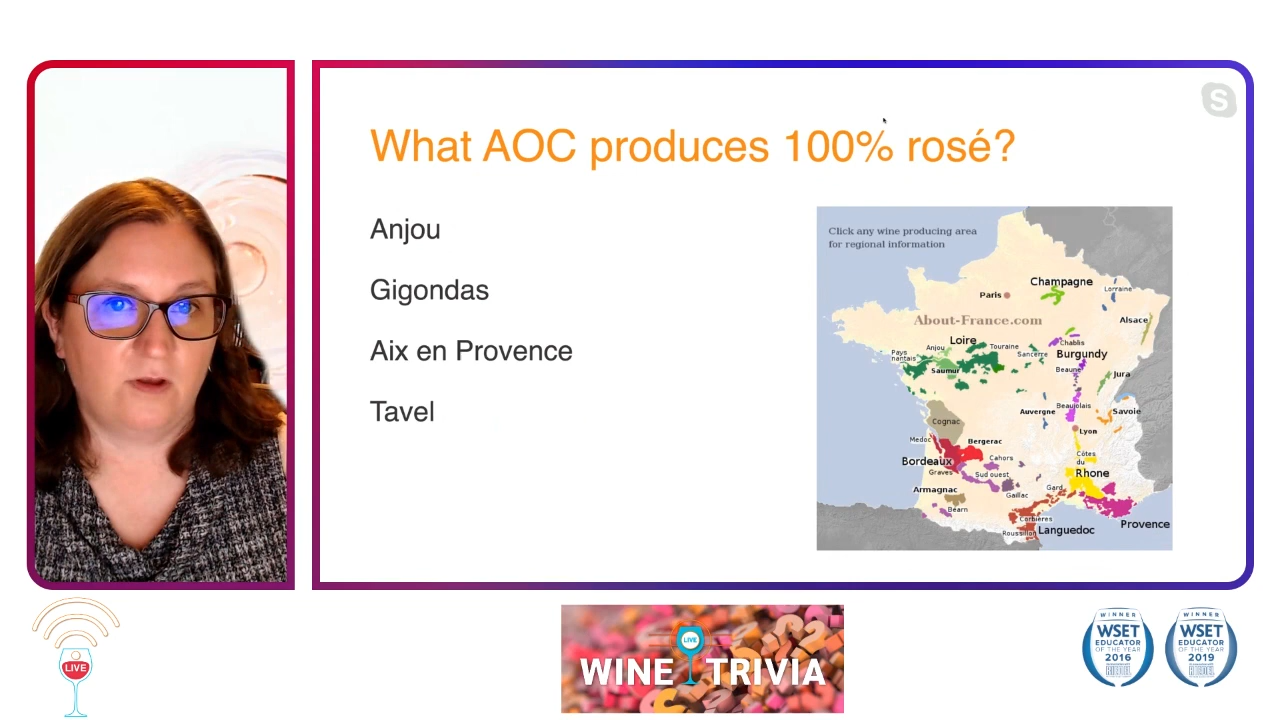 What AOC produces 100% rosé?
Anjou
Gigondas
Aix en Provence
Tavel
Click any wine producing area
for regional information
Champagne
Paris
Lorraine
About-France.com
Alsace
Loire
Anjou
Touraine
Chablis
Pays
nantais
Sancerre
Burgundy
Saumur
Beaune
Jura
Beaujolais
Auvergne
Savoie
Cognac
Lyon
Medoc
Bergerac
Bordeaux
Cahors
Côtes
du
Rhone
Graves
Sud ouest
Armagnac
Gard
Gaillac
Béarn
Corbières
Provence
Roussillon
Languedoc
S
LIVE
LIVE
WINE TRIVIA
WINNER
WSET
EDUCATOR
OF THE YEAR
2016
WINNER
WSET
EDUCATOR
OF THE YEAR
2019